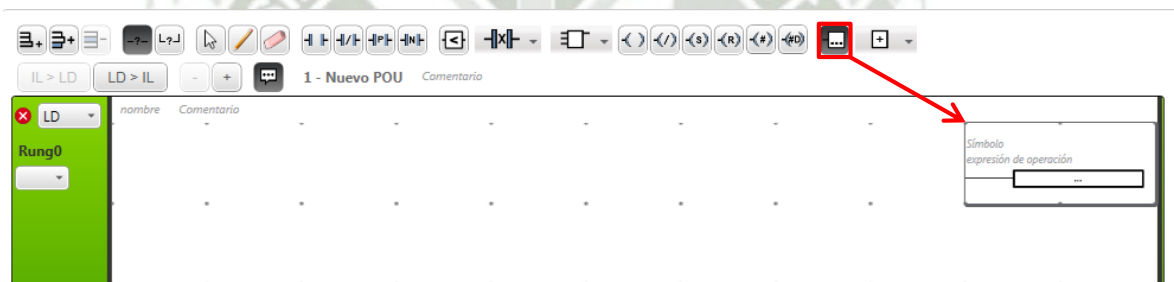 -?- L?⅃ P N < X ( ) (/) (S) (R) (#) (#D) ... +
IL > LD LD > IL - + 1 - Nuevo POU Comentario
LD nombre Comentario
Rung0
Símbolo
expresión de operación
...